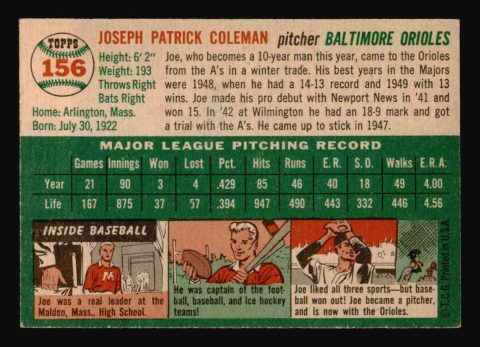 TOPPS
156
JOSEPH PATRICK COLEMAN pitcher BALTIMORE ORIOLES
Height: 6' 2"
Weight: 193
Throws Right
Bats Right
Home: Arlington, Mass.
Born: July 30, 1922
Joe, who becomes a 10-year man this year, came to the Orioles
from the A's in a winter trade. His best years in the Majors
were 1948, when he had a 14-13 record and 1949 with 13
wins. Joe made his pro debut with Newport News in '41 and
won 15. In '42 at Wilmington he had an 18-9 mark and got
a trial with the A's. He came up to stick in 1947.
MAJOR LEAGUE PITCHING RECORD
Games Innings Won Lost Pct. Hits Runs E.R. S.O. Walks E.R.A.
Year 21 90 3 4 .429 85 46 40 18 49 4.00
Life 167 875 37 57 .394 947 490 432 446 4.56
INSIDE BASEBALL
M
Joe was a real leader at the
Malden, Mass., High School.
He was captain of the foot-
ball, baseball, and ice hockey
teams!
Joe liked all three sports—but base-
ball won out! Joe became a pitcher,
and is now with the Orioles.
© T.C.G. Printed in U.S.A.